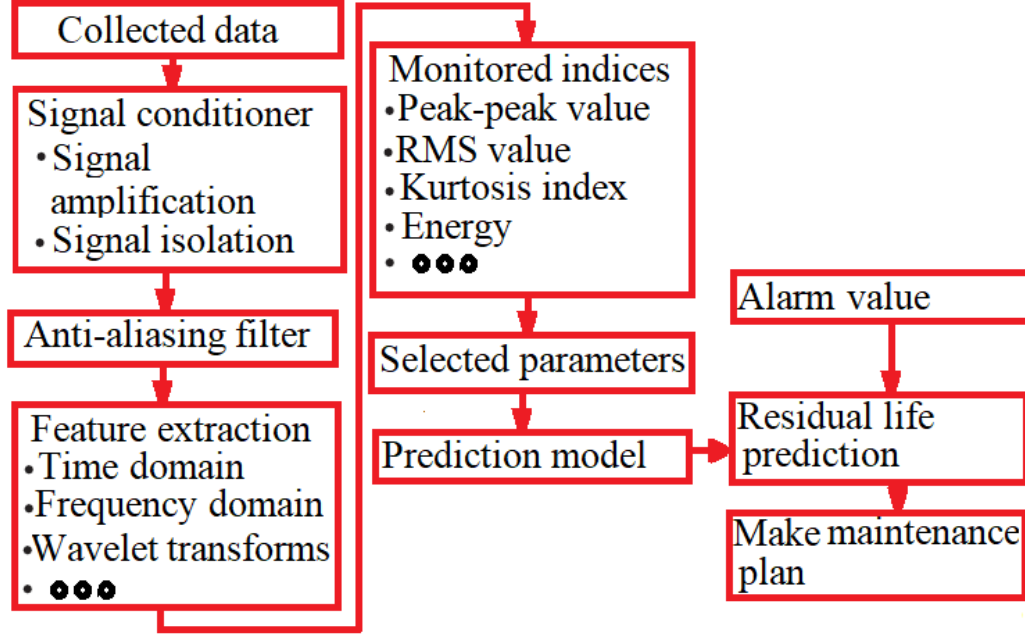 Collected data
Signal conditioner
• Signal
amplification
• Signal isolation
Anti-aliasing filter
Feature extraction
• Time domain
• Frequency domain
• Wavelet transforms
• ooo
Monitored indices
• Peak-peak value
• RMS value
• Kurtosis index
• Energy
• ooo
Selected parameters
Prediction model
Alarm value
Residual life
prediction
Make maintenance
plan